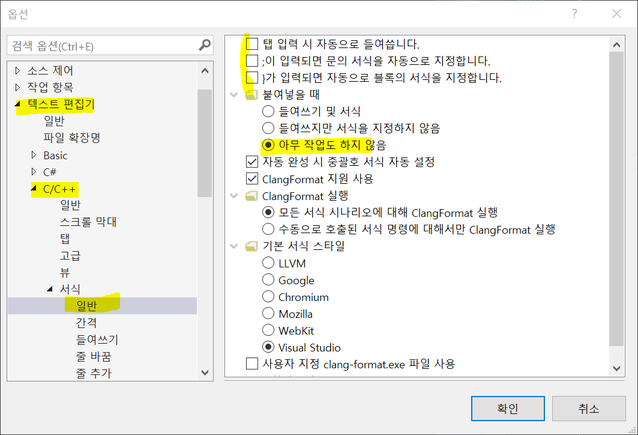 옵션
?
검색 옵션(Ctrl+E)
소스 제어
작업 항목
텍스트 편집기
일반
파일 확장명
Basic
C#
C/C++
일반
스크롤 막대
탭
고급
뷰
서식
일반
간격
들여쓰기
줄 바꿈
줄 추가
탭 입력 시 자동으로 들여씁니다.
;이 입력되면 문의 서식을 자동으로 지정합니다.
}가 입력되면 자동으로 블록의 서식을 지정합니다.
붙여넣을 때
들여쓰기 및 서식
들여쓰지만 서식을 지정하지 않음
아무 작업도 하지 않음
자동 완성 시 중괄호 서식 자동 설정
ClangFormat 지원 사용
ClangFormat 실행
모든 서식 시나리오에 대해 ClangFormat 실행
수동으로 호출된 서식 명령에 대해서만 ClangFormat 실행
기본 서식 스타일
LLVM
Google
Chromium
Mozilla
WebKit
Visual Studio
사용자 지정 clang-format.exe 파일 사용
확인
취소